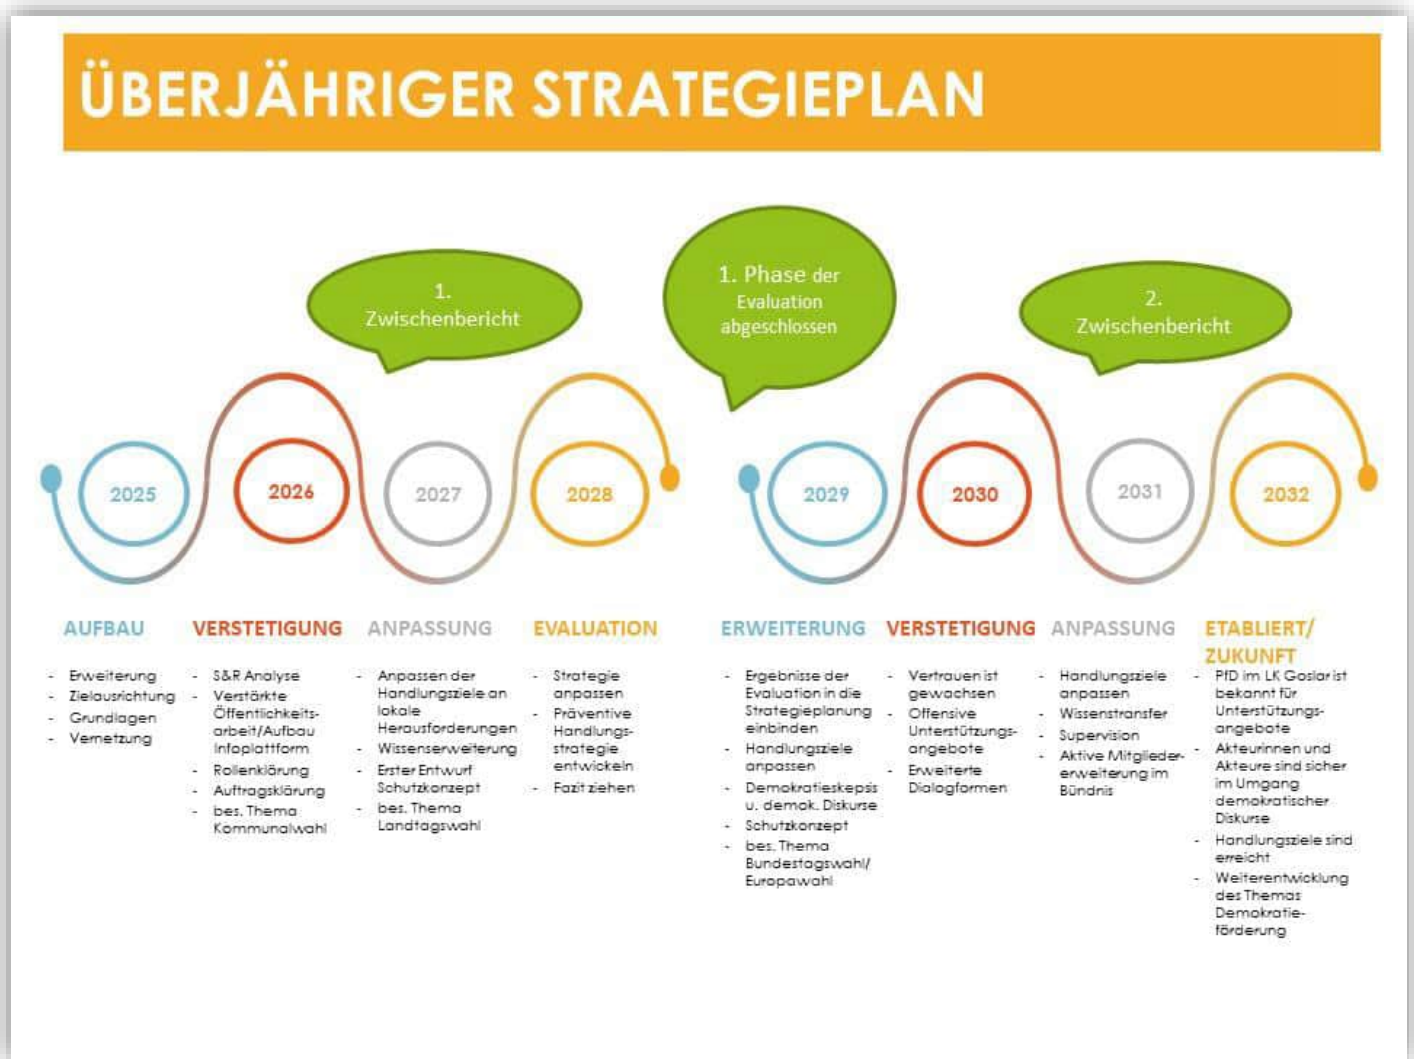 ÜBERJÄHRIGER STRATEGIEPLAN
1.
Zwischenbericht
1. Phase der
Evaluation
abgeschlossen
2.
Zwischenbericht
2025
2026
2027
2028
2029
2030
2031
2032
AUFBAU
- Erweiterung
- Zielausrichtung
- Grundlagen
- Vernetzung
VERSTETIGUNG
- S&R Analyse
- Verstärkte
Öffentlichkeits-
arbeit/Aufbau
Infoplattform
- Rollenklärung
- Auftragsklärung
- bes. Thema
Kommunalwahl
ANPASSUNG
- Anpassen der
Handlungsziele an
lokale
Herausforderungen
- Wissenserweiterung
- Erster Entwurf
Schutzkonzept
- bes. Thema
Landtagswahl
EVALUATION
- Strategie
anpassen
- Präventive
Handlungs-
strategie
entwickeln
- Fazit ziehen
ERWEITERUNG
- Ergebnisse der
Evaluation in die
Strategieplanung
einbinden
- Handlungsziele
anpassen
- Demokratieskepsis
u. demok. Diskurse
- Schutzkonzept
- bes. Thema
Bundestagswahl/
Europawahl
VERSTETIGUNG
- Vertrauen ist
gewachsen
- Offensive
Unterstützungs-
angebote
- Erweiterte
Dialogformen
ANPASSUNG
- Handlungsziele
anpassen
- Wissenstransfer
- Supervision
- Aktive Mitglieder-
erweiterung im
Bündnis
ETABLIERT/
ZUKUNFT
- PfD im LK Goslar ist
bekannt für
Unterstützungs-
angebote
- Akteurinnen und
Akteure sind sicher
im Umgang
demokratischer
Diskurse
- Handlungsziele sind
erreicht
- Weiterentwicklung
des Themas
Demokratie-
förderung